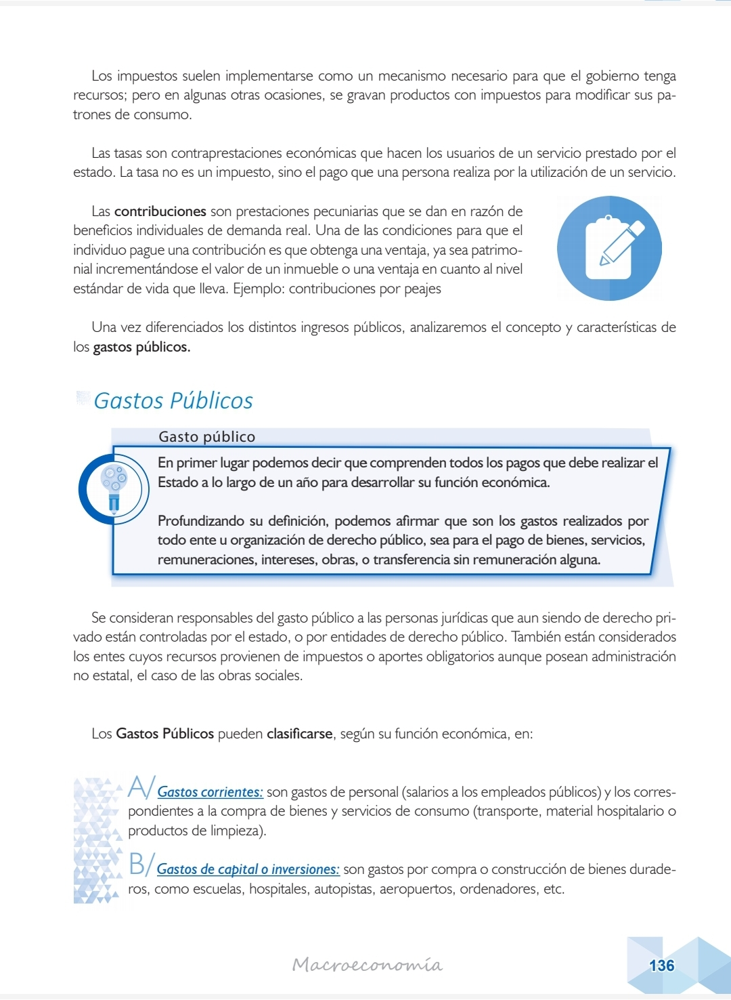 Los impuestos suelen implementarse como un mecanismo necesario para que el gobierno tenga
recursos; pero en algunas otras ocasiones, se gravan productos con impuestos para modificar sus pa-
trones de consumo.
Las tasas son contraprestaciones económicas que hacen los usuarios de un servicio prestado por el
estado. La tasa no es un impuesto, sino el pago que una persona realiza por la utilización de un servicio.
Las contribuciones son prestaciones pecuniarias que se dan en razón de
beneficios individuales de demanda real. Una de las condiciones para que el
individuo pague una contribución es que obtenga una ventaja, ya sea patrimo-
nial incrementándose el valor de un inmueble o una ventaja en cuanto al nivel
estándar de vida que lleva. Ejemplo: contribuciones por peajes
Una vez diferenciados los distintos ingresos públicos, analizaremos el concepto y características de
los gastos públicos.
Gastos Públicos
Gasto público
En primer lugar podemos decir que comprenden todos los pagos que debe realizar el
Estado a lo largo de un año para desarrollar su función económica.
Profundizando su definición, podemos afirmar que son los gastos realizados por
todo ente u organización de derecho público, sea para el pago de bienes, servicios,
remuneraciones, intereses, obras, o transferencia sin remuneración alguna.
Se consideran responsables del gasto público a las personas jurídicas que aun siendo de derecho pri-
vado están controladas por el estado, o por entidades de derecho público. También están considerados
los entes cuyos recursos provienen de impuestos o aportes obligatorios aunque posean administración
no estatal, el caso de las obras sociales.
Los Gastos Públicos pueden clasificarse, según su función económica, en:
A/ Gastos corrientes: son gastos de personal (salarios a los empleados públicos) y los corres-
pondientes a la compra de bienes y servicios de consumo (transporte, material hospitalario o
productos de limpieza).
B/ Gastos de capital o inversiones: son gastos por compra o construcción de bienes durade-
ros, como escuelas, hospitales, autopistas, aeropuertos, ordenadores, etc.
Macroeconomía
136